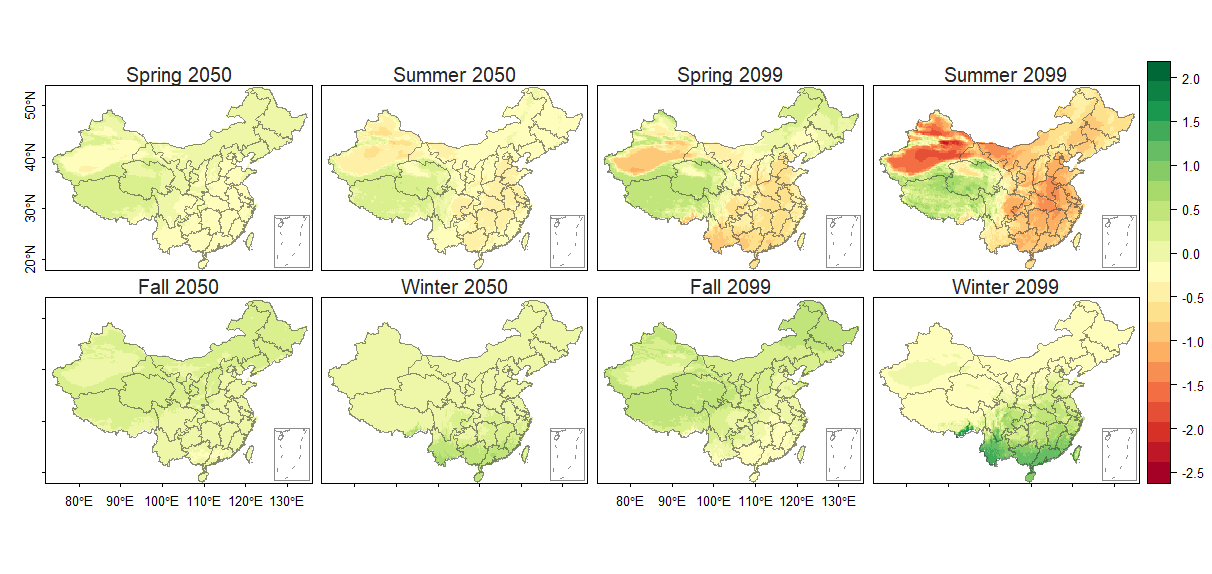 Spring 2050
Summer 2050
Spring 2099
Summer 2099
50°N
40°N
30°N
20°N
Fall 2050
Winter 2050
Fall 2099
Winter 2099
80°E 90°E 100°E 110°E 120°E 130°E
80°E 90°E 100°E 110°E 120°E 130°E
2.0
1.5
1.0
0.5
0.0
-0.5
-1.0
-1.5
-2.0
-2.5